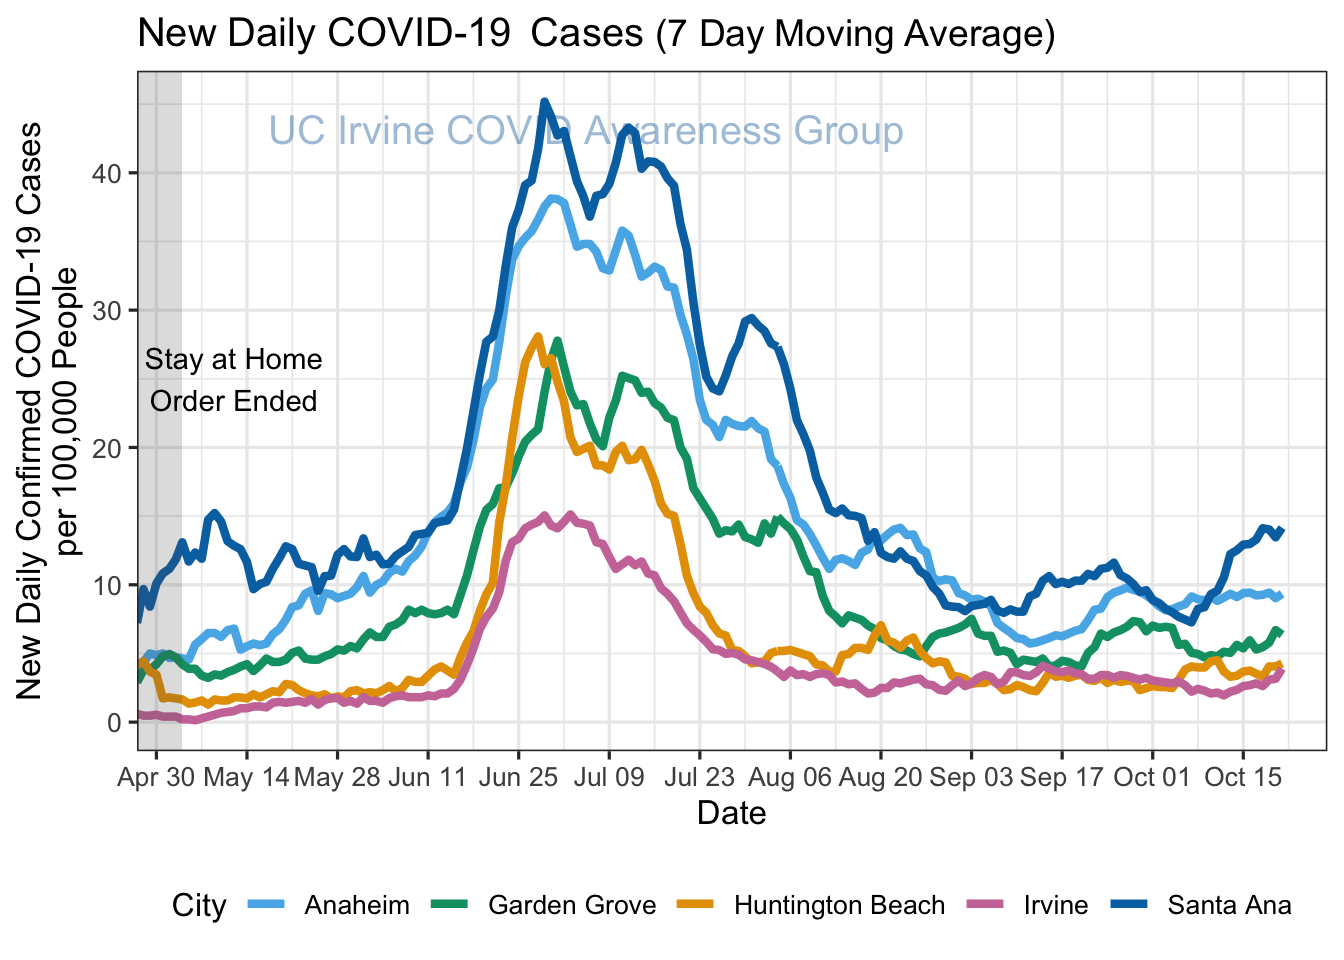 New Daily COVID-19  Cases (7 Day Moving Average)
UC Irvine COVID Awareness Group
New Daily Confirmed COVID-19 Cases
per 100,000 People
40
30
20
10
0
Stay at Home
Order Ended
Apr 30 May 14 May 28 Jun 11 Jun 25 Jul 09 Jul 23 Aug 06 Aug 20 Sep 03 Sep 17 Oct 01 Oct 15
Date
City Anaheim Garden Grove Huntington Beach Irvine Santa Ana